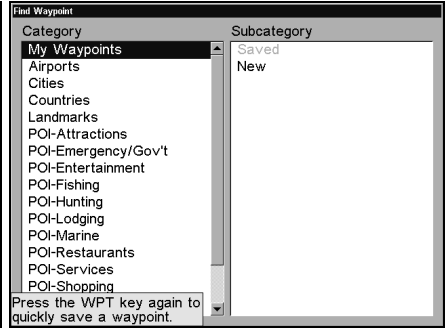 Find Waypoint
Category
My Waypoints
Airports
Cities
Countries
Landmarks
POI-Attractions
POI-Emergency/Gov't
POI-Entertainment
POI-Fishing
POI-Hunting
POI-Lodging
POI-Marine
POI-Restaurants
POI-Services
POI-Shopping
Subcategory
Saved
New
Press the WPT key again to
quickly save a waypoint.